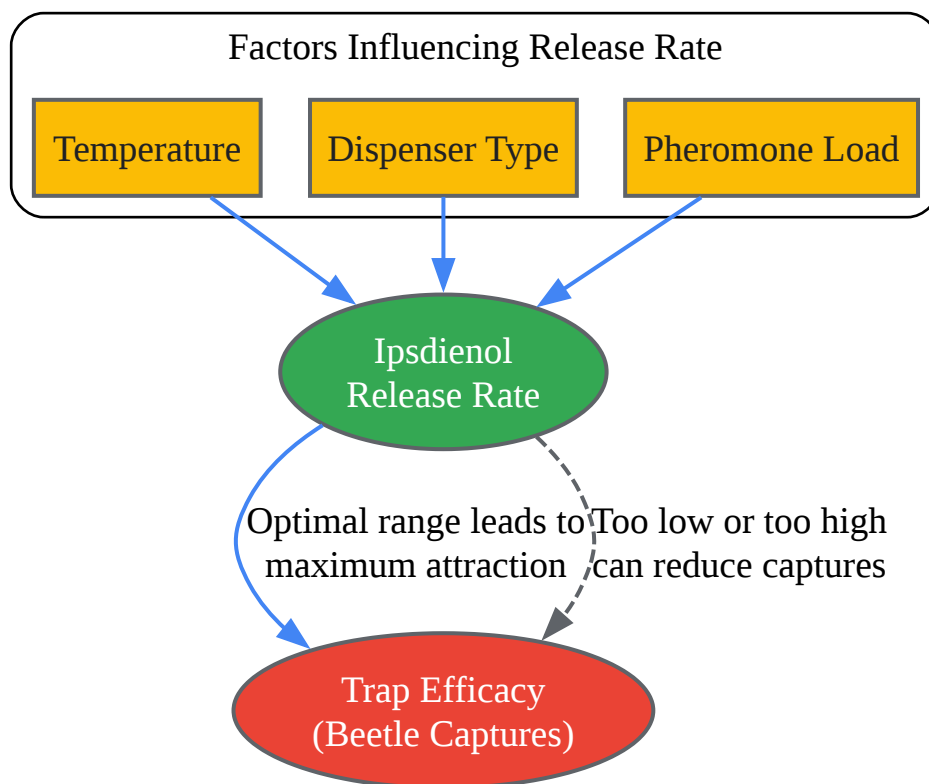 Factors Influencing Release Rate
Temperature
Dispenser Type
Pheromone Load
Ipsdienol
Release Rate
Optimal range leads to
maximum attraction
Too low or too high
can reduce captures
Trap Efficacy
(Beetle Captures)